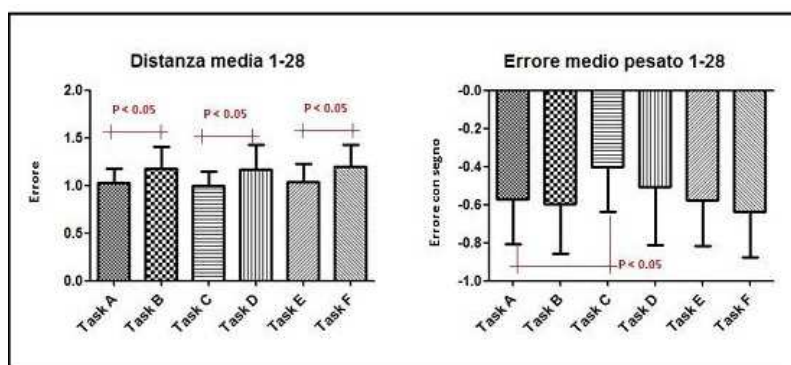 Distanza media 1-28
Errore
2.0
1.5
1.0
0.5
0.0
P < 0.05
P < 0.05
P < 0.05
Task A
Task B
Task C
Task D
Task E
Task F
Errore medio pesato 1-28
Errore con segno
-0.0
-0.2
-0.4
-0.6
-0.8
-1.0
P < 0.05
Task A
Task B
Task C
Task D
Task E
Task F